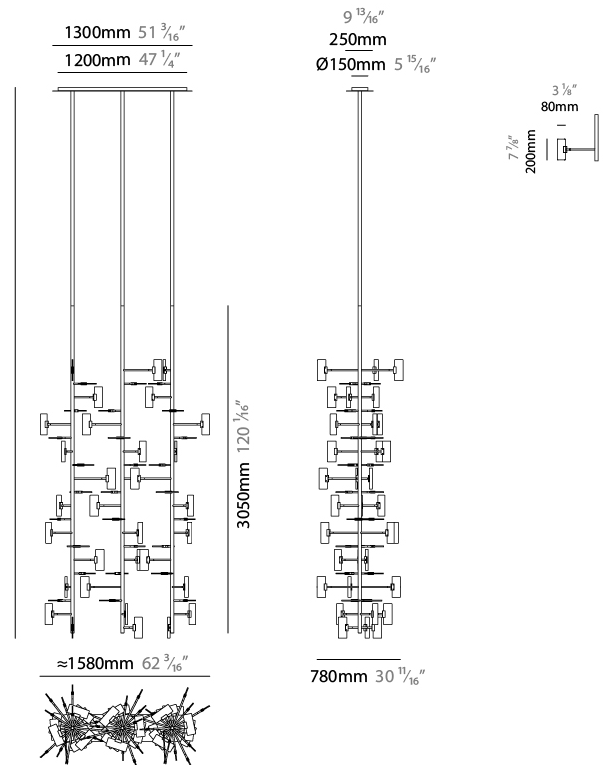 1300mm 51 3/16"
1200mm 47 1/4"
9 13/16"
250mm
Ø150mm 5 15/16"
3 1/8"
80mm
7 7/8"
200mm
3050mm 120 1/16"
≈1580mm 62 3/16"
780mm 30 11/16"